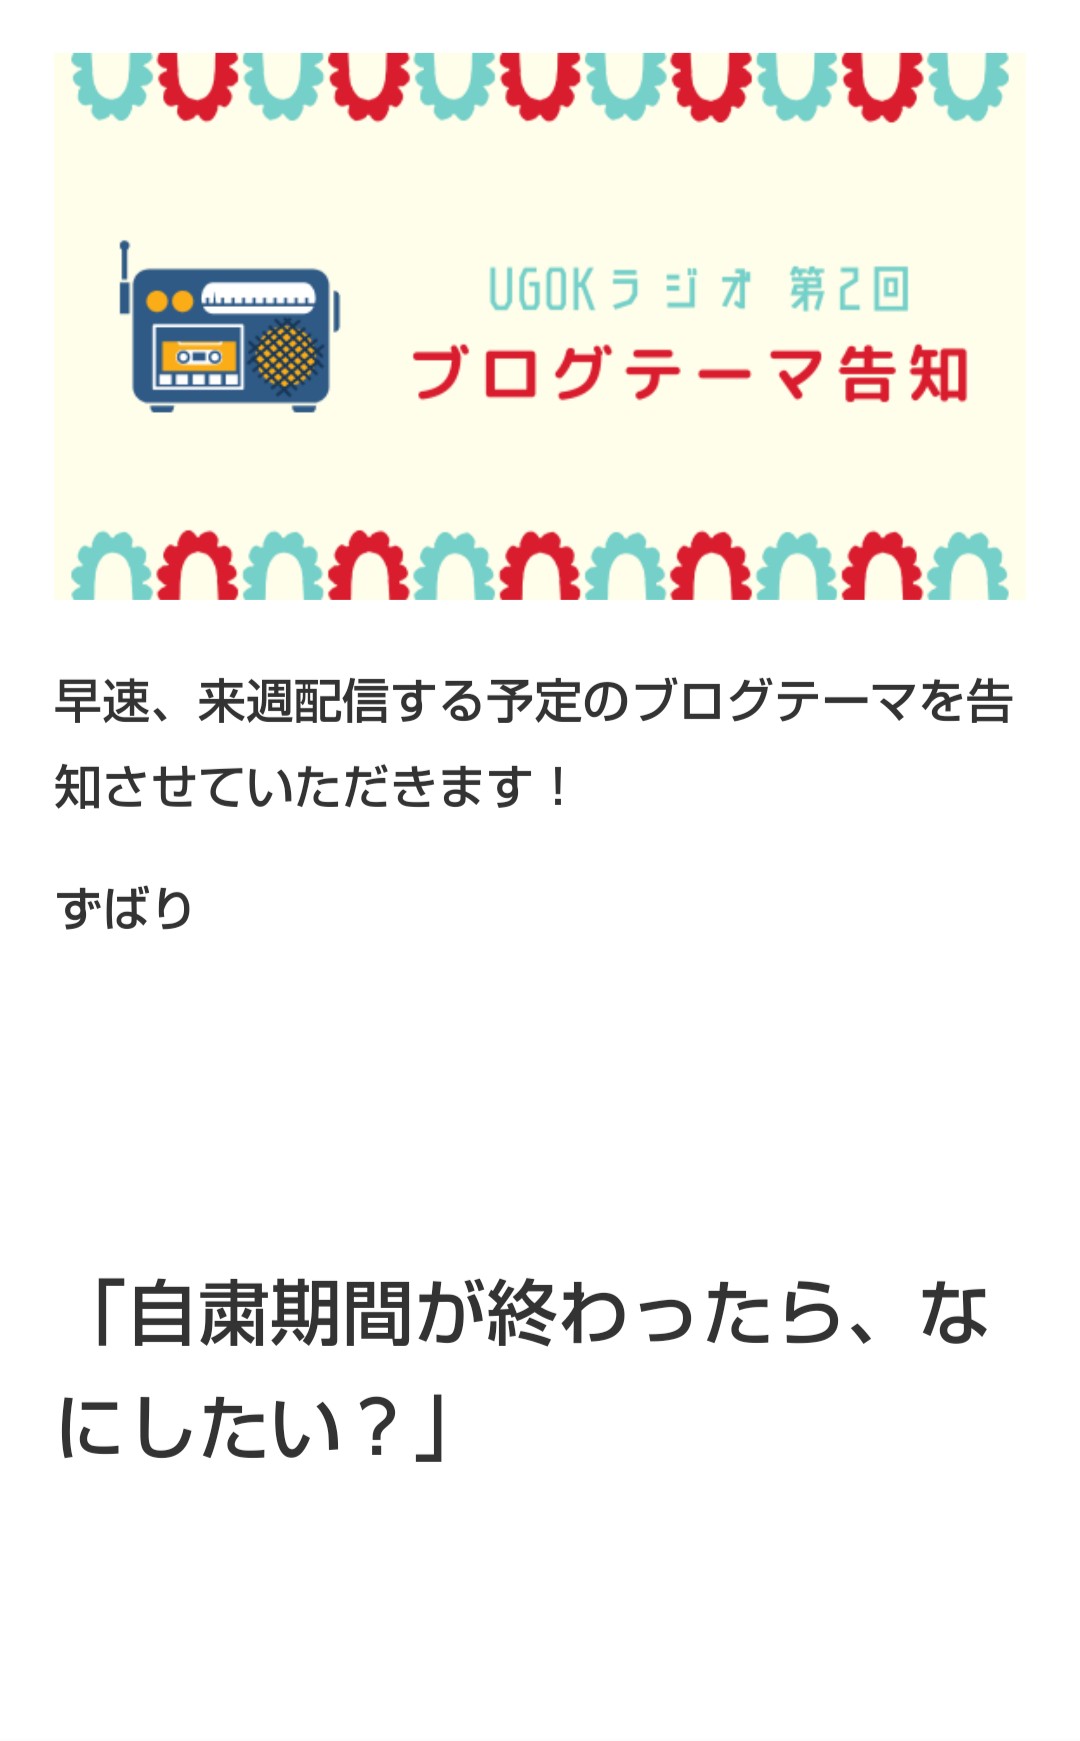 UGOKラジオ 第2回
ブログテーマ告知
早速、来週配信する予定のブログテーマを告
知させていただきます！
ずばり
「自粛期間が終わったら、な
にしたい？」